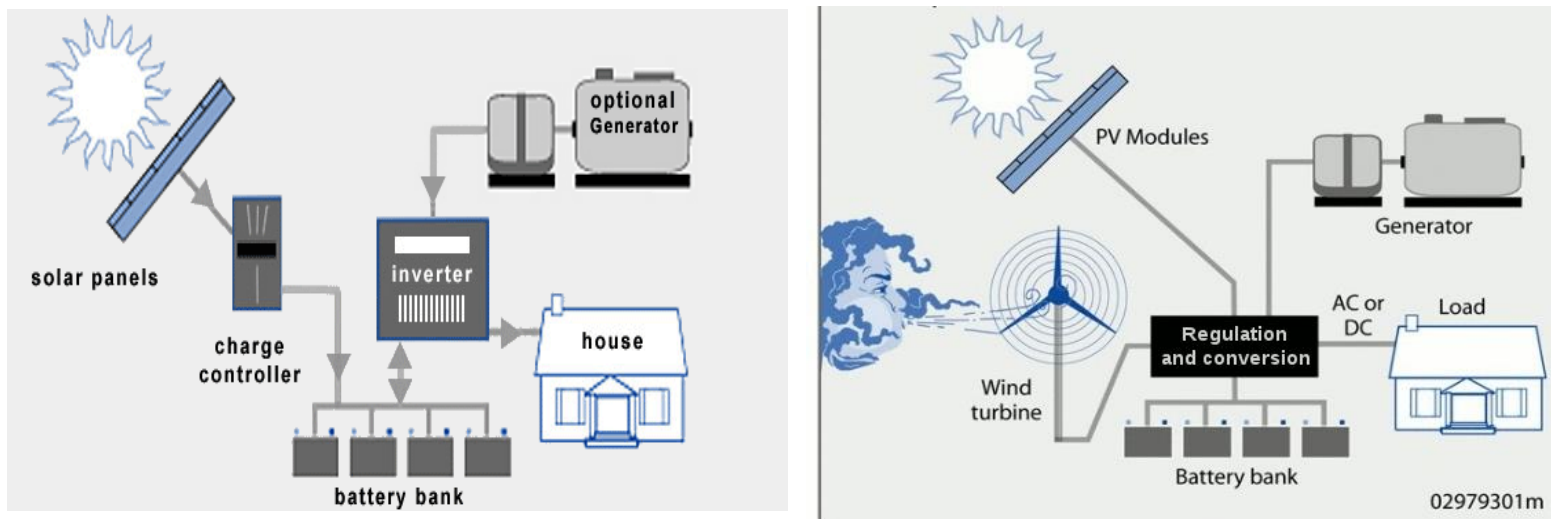 optional
Generator
solar panels
inverter
charge
controller
house
battery bank
PV Modules
Generator
AC or
DC
Load
Regulation
and conversion
Wind
turbine
Battery bank
02979301m